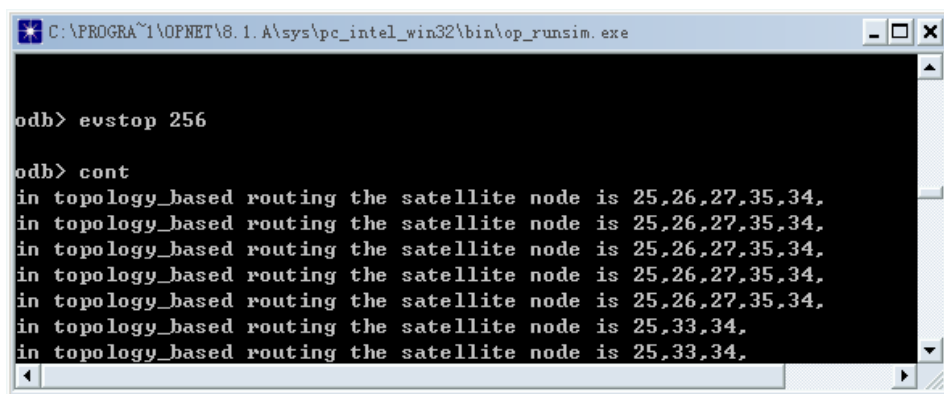 C:\PROGRA~1\OPNET\8.1.A\sys\pc_intel_win32\bin\op_runsim.exe
odb> evstop 256
odb> cont
in topology_based routing the satellite node is 25,26,27,35,34,
in topology_based routing the satellite node is 25,26,27,35,34,
in topology_based routing the satellite node is 25,26,27,35,34,
in topology_based routing the satellite node is 25,26,27,35,34,
in topology_based routing the satellite node is 25,26,27,35,34,
in topology_based routing the satellite node is 25,33,34,
in topology_based routing the satellite node is 25,33,34,